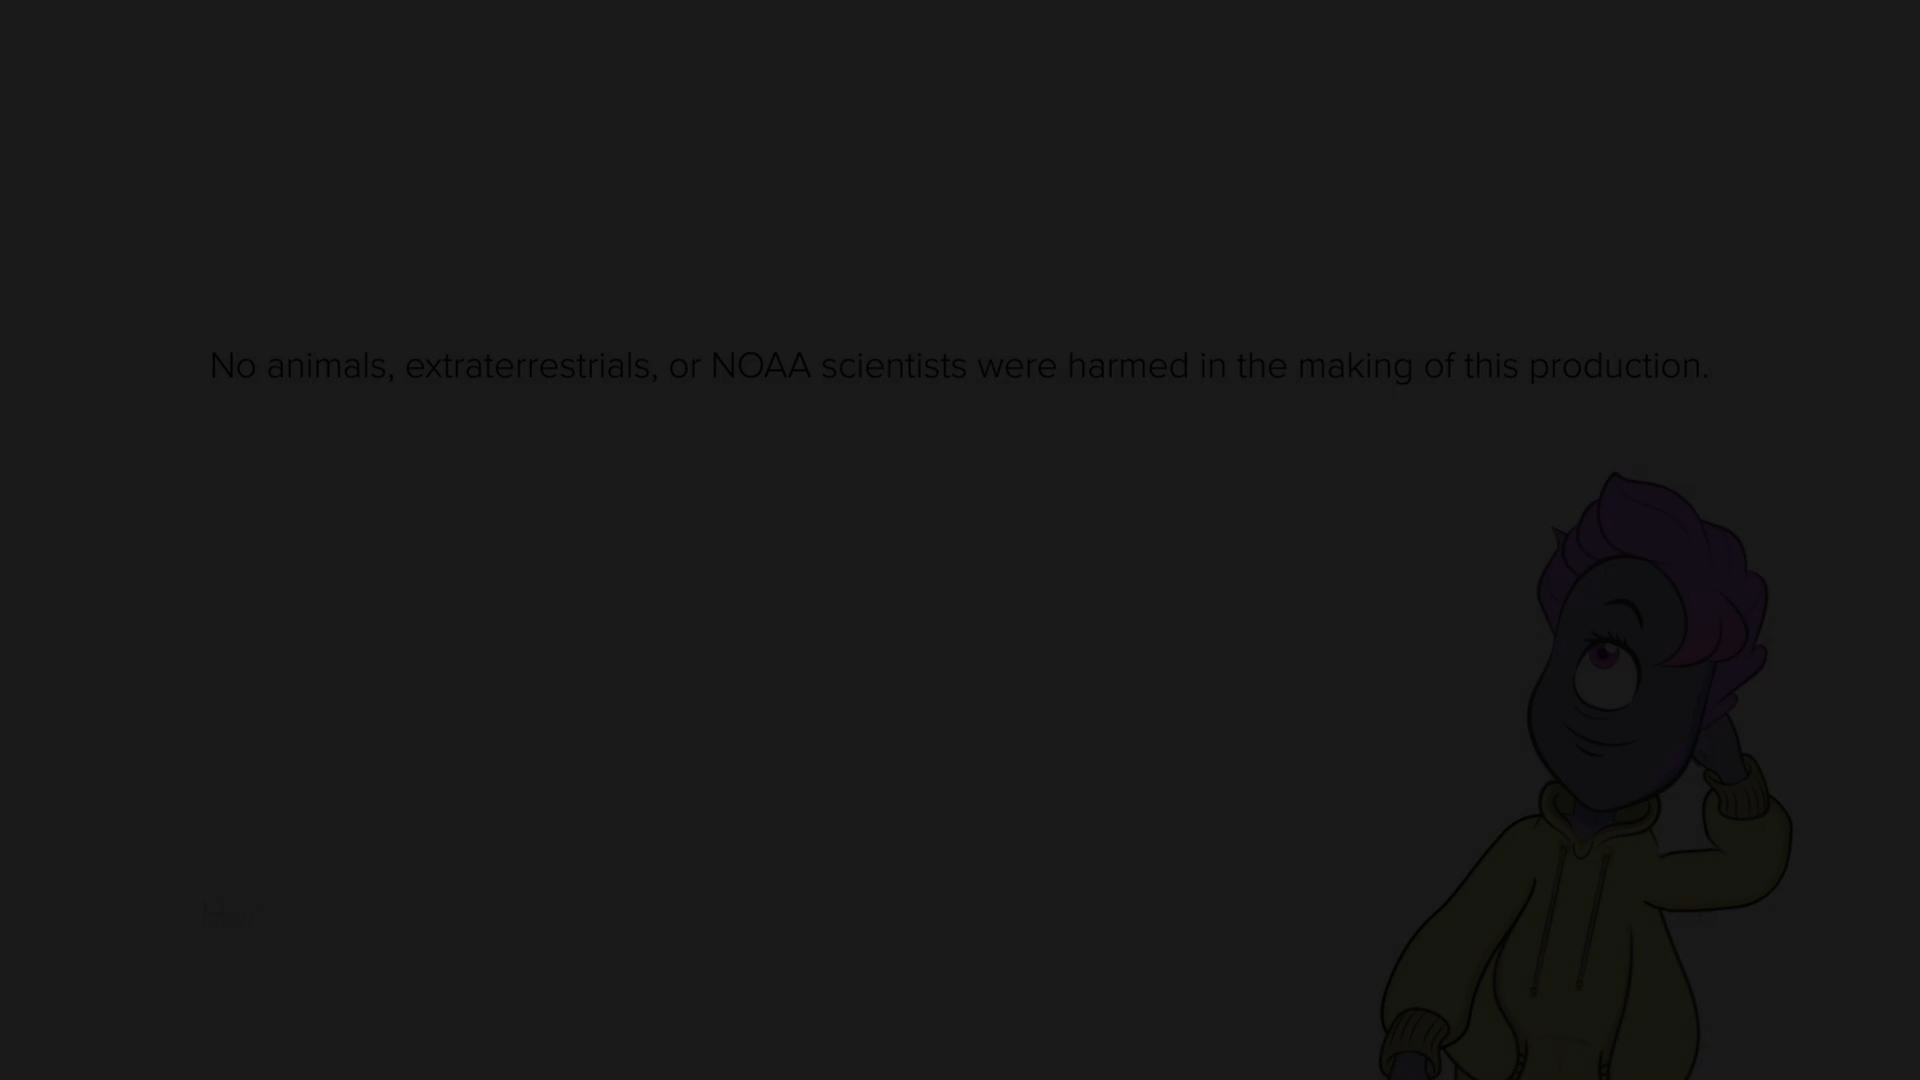 No animals, extraterrestrials, or NOAA scientists were harmed in the making of this production.